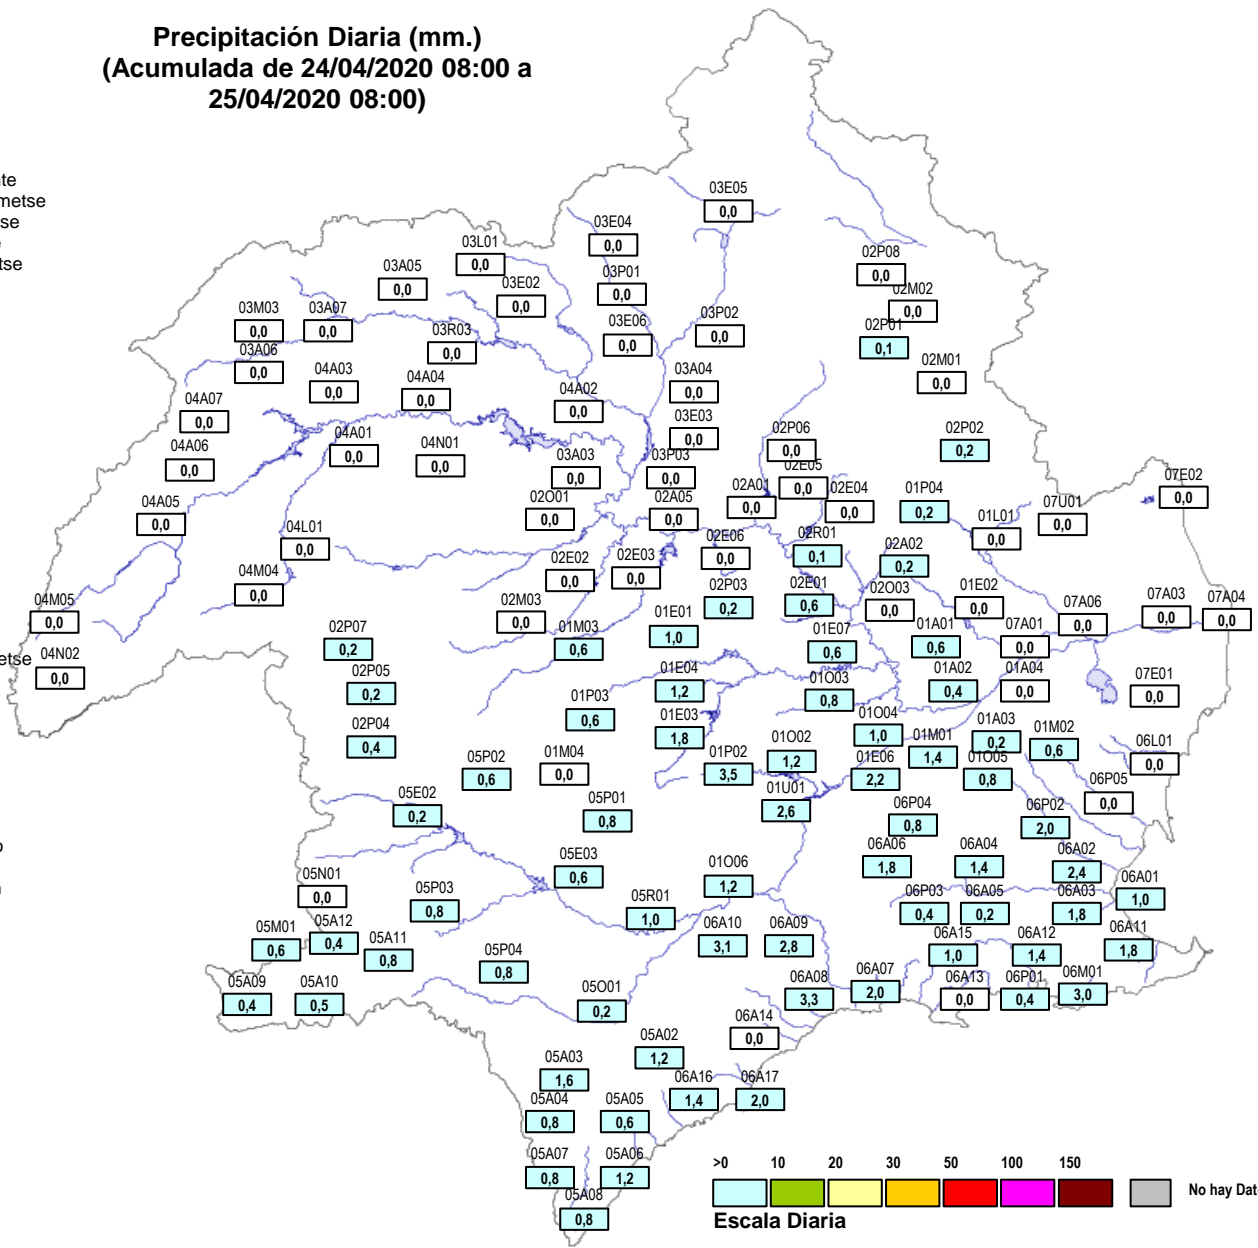 Precipitación Diaria (mm.)
(Acumulada de 24/04/2020 08:00 a
25/04/2020 08:00)
nte
metse
se
e
tse
etse
o
n
03E05
0,0
03E04
0,0
03L01
0,0
02P08
0,0
03A05
0,0
03P01
0,0
03E02
0,0
02M02
0,0
03M03
0,0
03A07
0,0
03P02
0,0
03E06
0,0
03R03
0,0
02P01
0,1
03A06
0,0
02M01
0,0
04A03
0,0
04A04
0,0
03A04
0,0
04A02
0,0
04A07
0,0
03E03
0,0
04A01
0,0
04N01
0,0
02P06
0,0
02P02
0,2
04A06
0,0
03A03
0,0
03P03
0,0
02E05
0,0
07E02
0,0
04A05
0,0
02O01
0,0
02A05
0,0
02A01
0,0
02E04
0,0
01P04
0,2
01L01
0,0
07U01
0,0
04L01
0,0
02E06
0,0
02R01
0,1
02A02
0,2
02E02
0,0
02E03
0,0
04M04
0,0
02P03
0,2
02E01
0,6
02O03
0,0
01E02
0,0
07A03
0,0
07A04
0,0
04M05
0,0
02M03
0,0
01E01
1,0
07A06
0,0
02P07
0,2
01M03
0,6
01E07
0,6
01A01
0,6
07A01
0,0
04N02
0,0
02P05
0,2
01E04
1,2
01O03
0,8
01A02
0,4
01A04
0,0
07E01
0,0
01P03
0,6
02P04
0,4
01E03
1,8
01O04
1,0
01A03
0,2
01M02
0,6
05P02
0,6
01M04
0,0
01P02
3,5
01O02
1,2
01M01
1,4
06L01
0,0
01E06
2,2
01O05
0,8
05E02
0,2
05P01
0,8
01U01
2,6
06P05
0,0
06P04
0,8
06P02
2,0
05E03
0,6
01O06
1,2
06A06
1,8
06A04
1,4
06A02
2,4
05N01
0,0
05P03
0,8
05R01
1,0
06P03
0,4
06A05
0,2
06A03
1,8
06A01
1,0
05M01
0,6
05A12
0,4
05A11
0,8
06A10
3,1
06A09
2,8
06A15
1,0
06A12
1,4
06A11
1,8
05P04
0,8
05A09
0,4
05A10
0,5
05O01
0,2
06A08
3,3
06A07
2,0
06A13
0,0
06P01
0,4
06M01
3,0
06A14
0,0
05A02
1,2
05A03
1,6
06A16
1,4
06A17
2,0
05A04
0,8
05A05
0,6
05A07
0,8
05A06
1,2
05A08
0,8
>0 10 20 30 50 100 150
No hay Dat
Escala Diaria